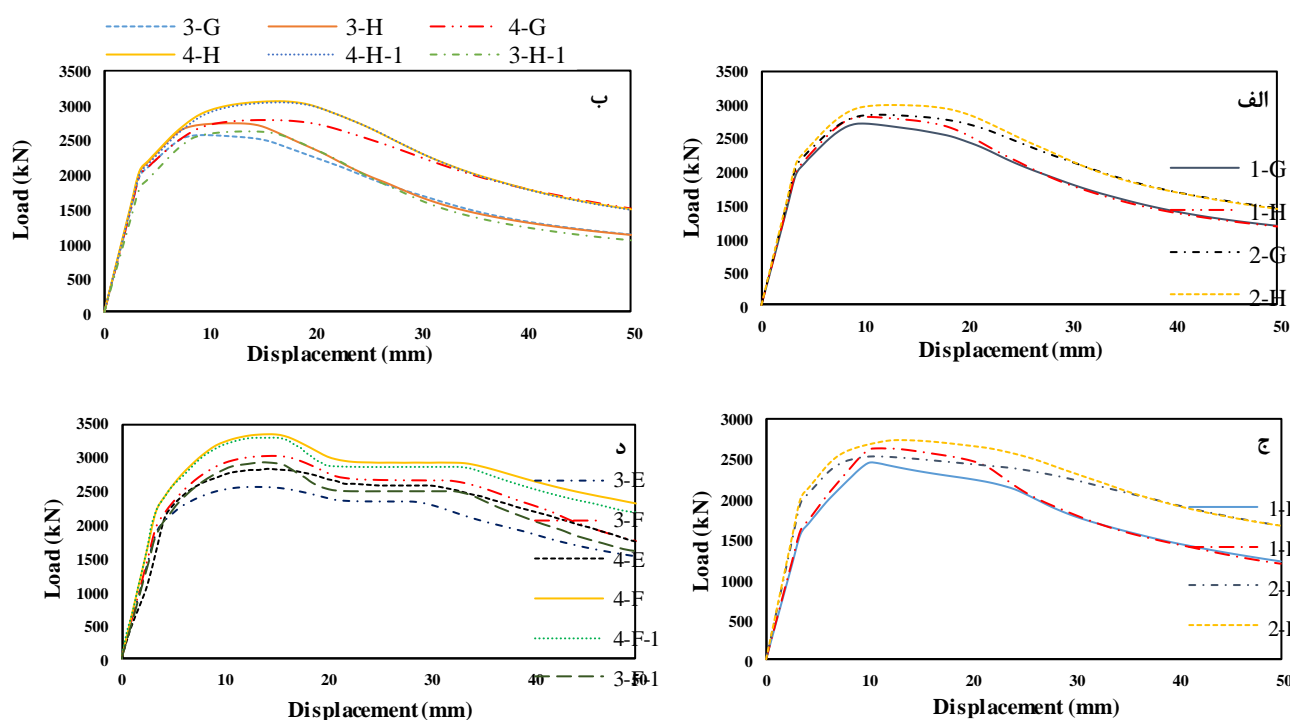 3-G 3-H 4-G
4-H 4-H-1 3-H-1
ب
3500
3000
2500
2000
1500
1000
500
0
Load (kN)
0 10 20 30 40 50
Displacement (mm)
الف
3500
3000
2500
2000
1500
1000
500
0
Load (kN)
1-G
1-H
2-G
2-H
0 10 20 30 40 50
Displacement (mm)
د
3500
3000
2500
2000
1500
1000
500
0
Load (kN)
3-E
3-F
4-E
4-F
4-F-1
3-F-1
0 10 20 30 40 50
Displacement (mm)
ج
3000
2500
2000
1500
1000
500
0
Load (kN)
0 10 20 30 40 50
Displacement (mm)